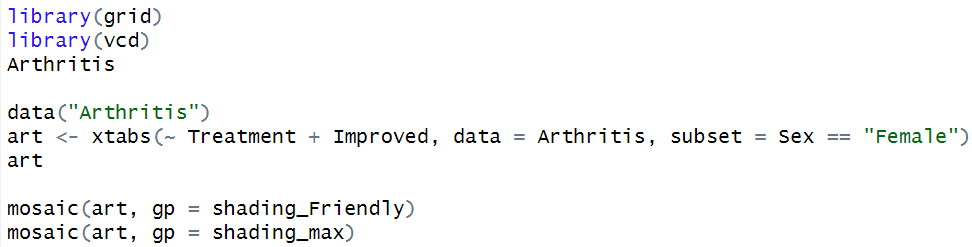 library(grid)
library(vcd)
Arthritis
data("Arthritis")
art <- xtabs(~ Treatment + Improved, data = Arthritis, subset = Sex == "Female")
art
mosaic(art, gp = shading_Friendly)
mosaic(art, gp = shading_max)